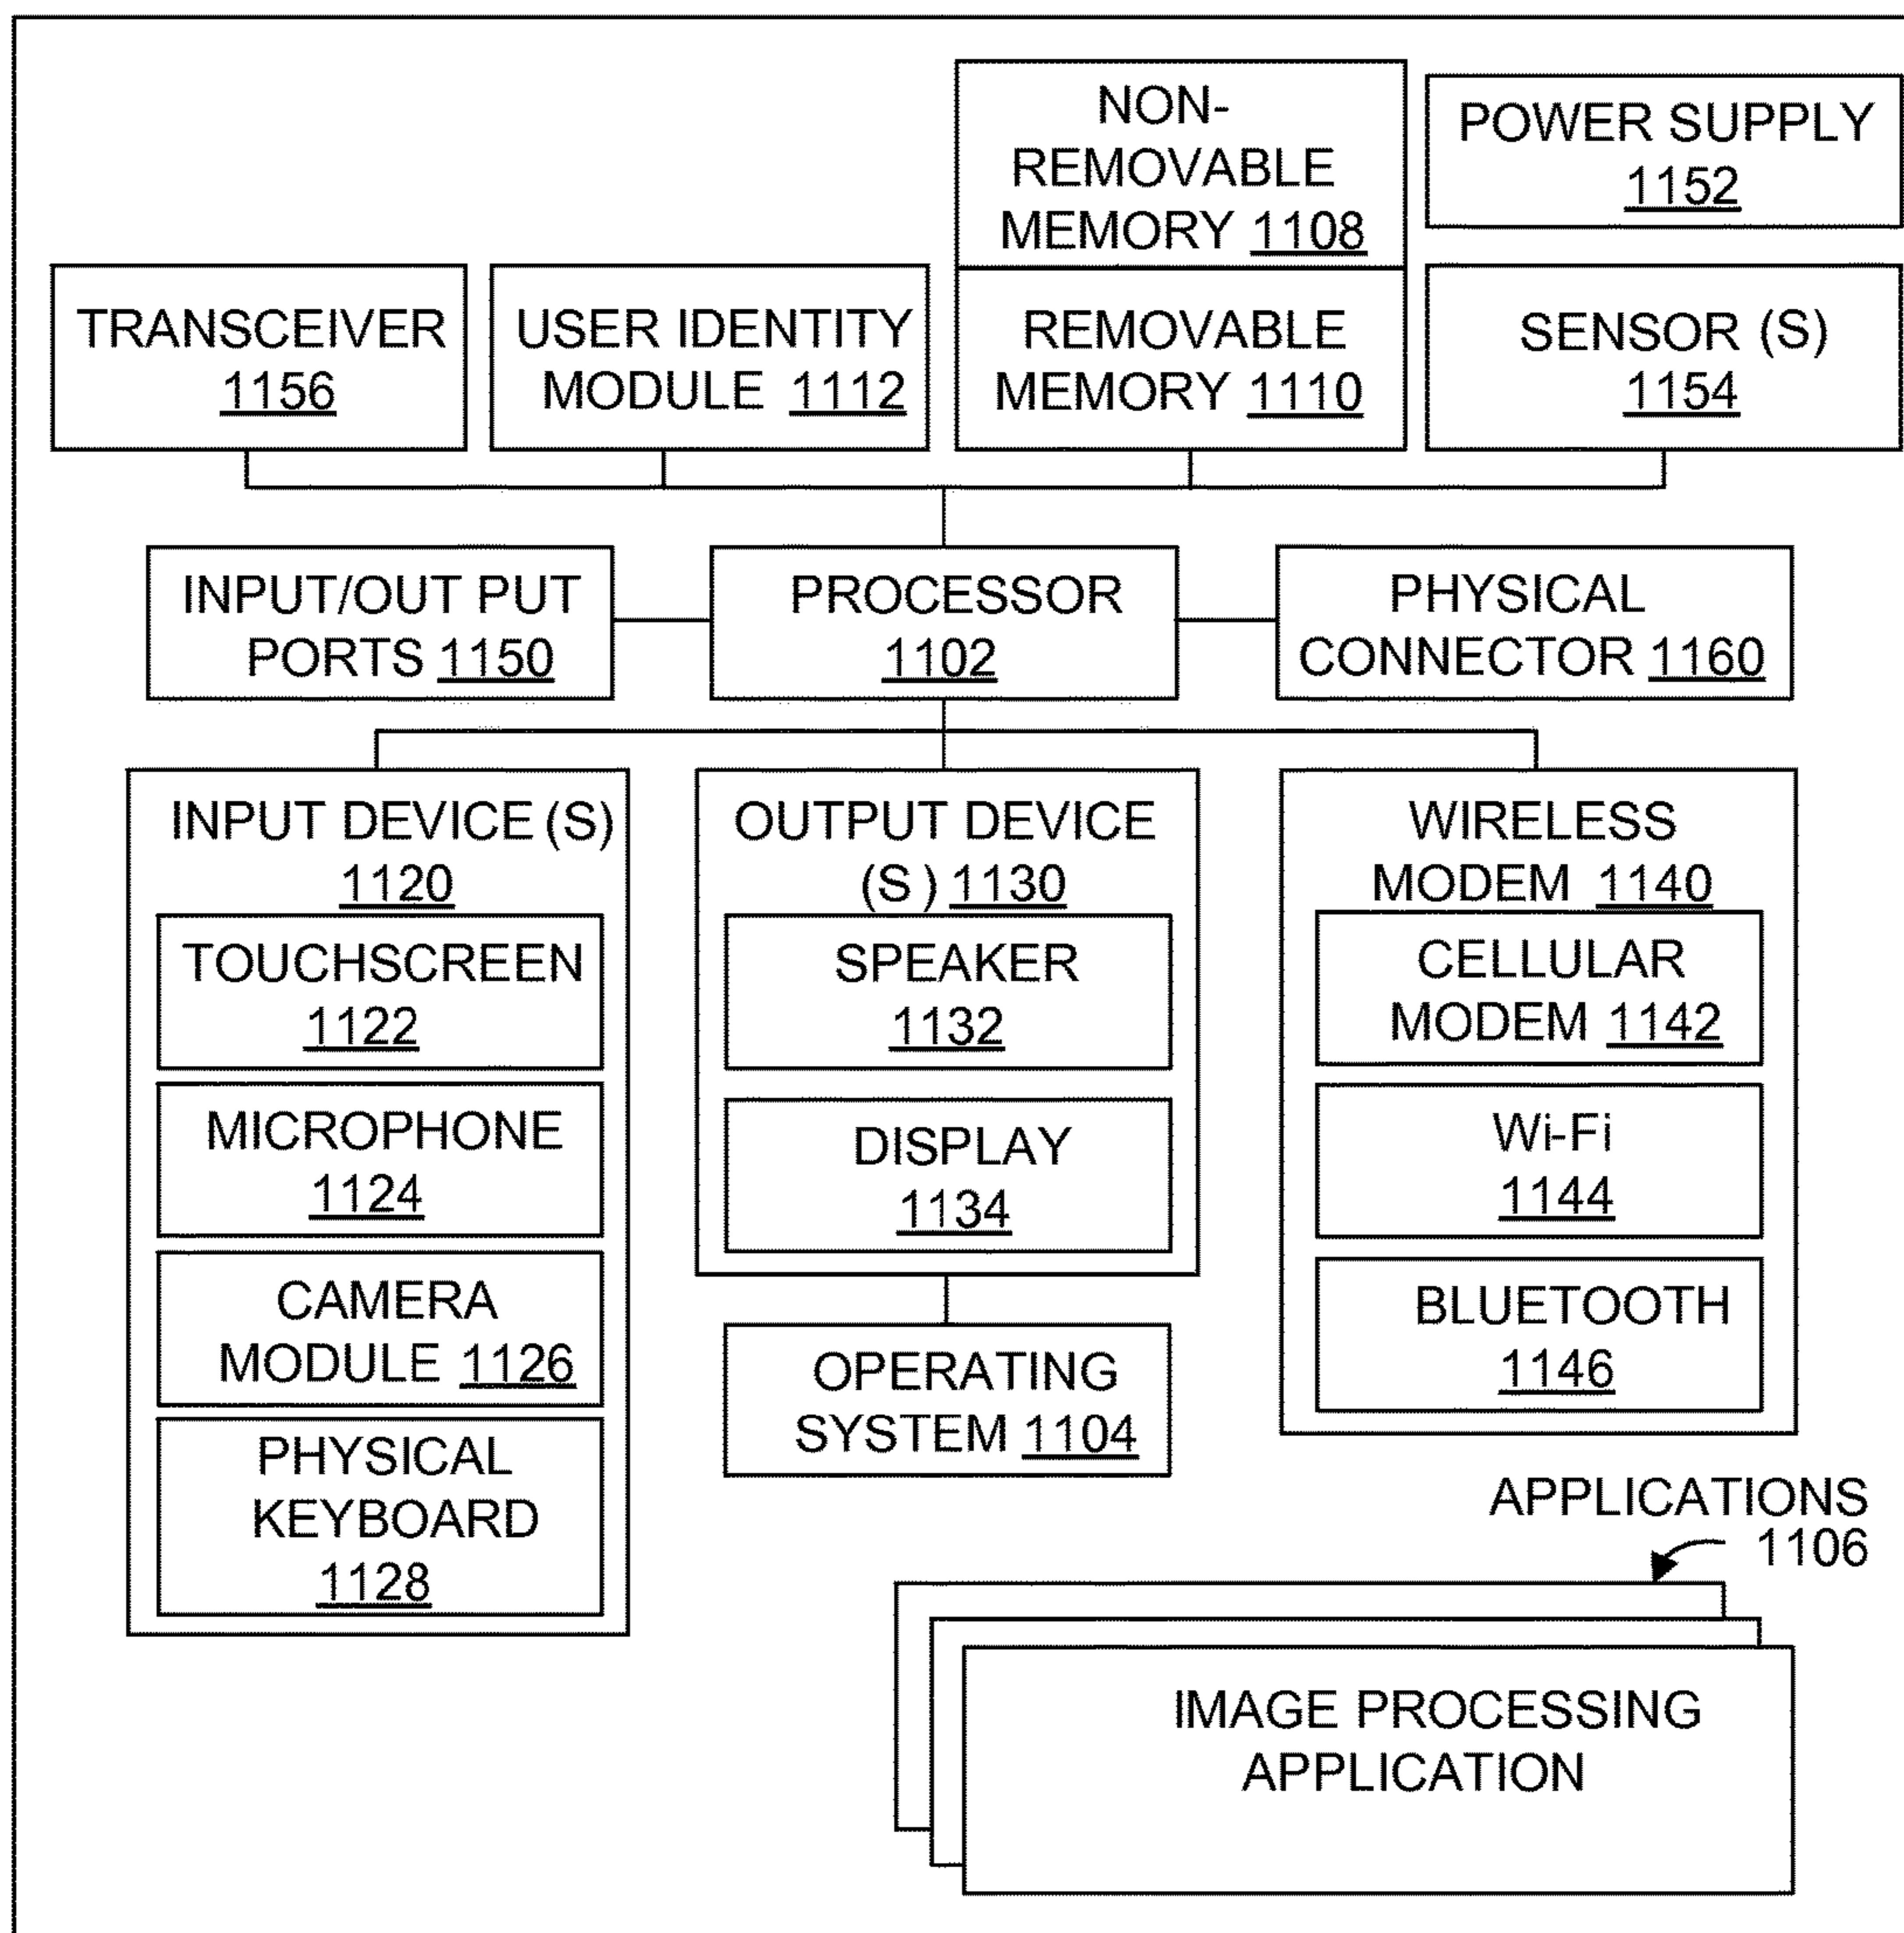 NON-
REMOVABLE
MEMORY 1108
POWER SUPPLY
1152
TRANSCEIVER
1156
USER IDENTITY
MODULE 1112
REMOVABLE
MEMORY 1110
SENSOR (S)
1154
INPUT/OUT PUT
PORTS 1150
PROCESSOR
1102
PHYSICAL
CONNECTOR 1160
INPUT DEVICE (S)
1120
TOUCHSCREEN
1122
MICROPHONE
1124
CAMERA
MODULE 1126
PHYSICAL
KEYBOARD
1128
OUTPUT DEVICE
(S ) 1130
SPEAKER
1132
DISPLAY
1134
OPERATING
SYSTEM 1104
WIRELESS
MODEM 1140
CELLULAR
MODEM 1142
Wi-Fi
1144
BLUETOOTH
1146
APPLICATIONS
1106
IMAGE PROCESSING
APPLICATION